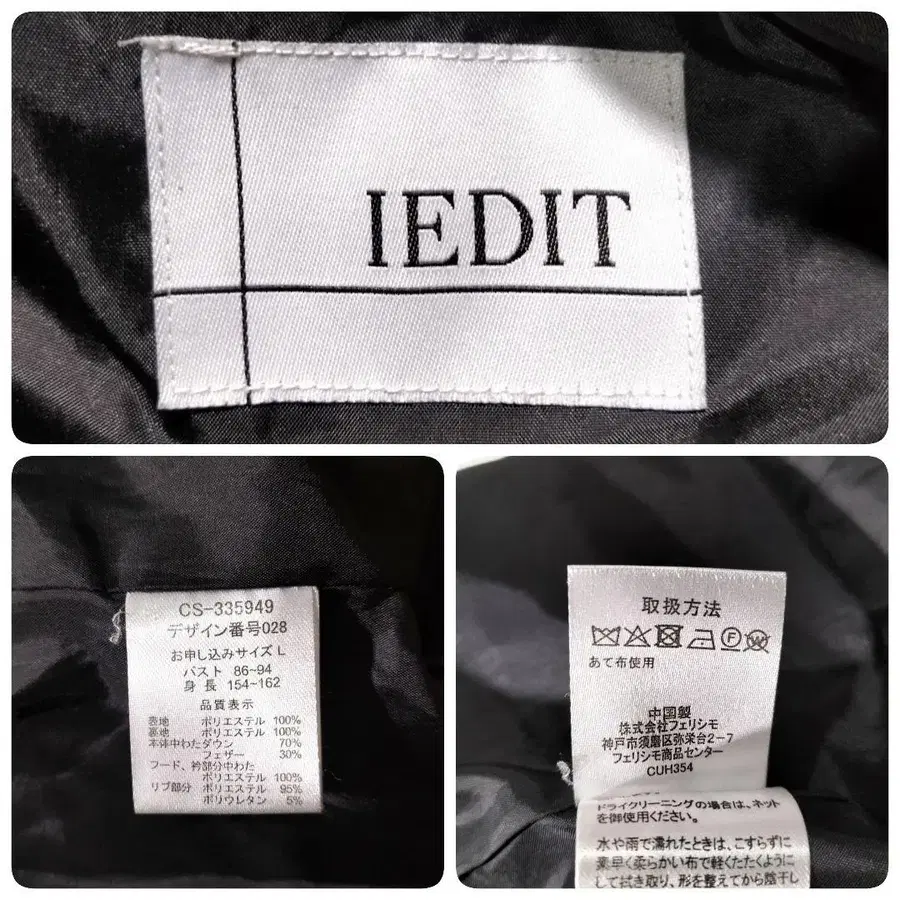 IEDIT
CS-335949
デザイン番号028
お申し込みサイズ L
バスト 86~94
身長 154~162
品質表示
表地 ポリエステル 100%
裏地 ポリエステル 100%
本体中わたダウン 70%
フェザー 30%
フード、衿部分中わた
ポリエステル 100%
リブ部分 ポリエステル 95%
ポリウレタン 5%
取扱方法
あて布使用
中国製
株式会社フェリシモ
神戸市須磨区弥栄台2-7
フェリシモ商品センター
CUH354
ドライクリーニングの場合は、ネット
を御使用ください。
水や雨で濡れたときは、こすらずに
素早く柔らかい布で軽くたたくように
して拭き取り、形を整えてから陰干し